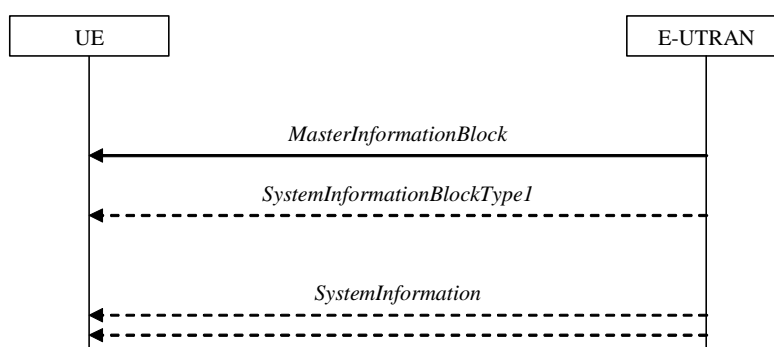 UE
E-UTRAN
MasterInformationBlock
SystemInformationBlockType1
SystemInformation